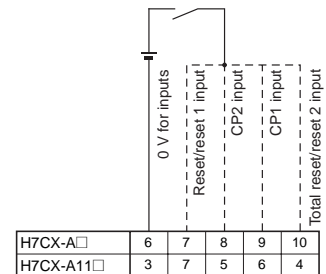 0 V for inputs
Reset/reset 1 input
CP2 input
CP1 input
Total reset/reset 2 input
H7CX-A□ 6 7 8 9 10
H7CX-A11□ 3 7 5 6 4